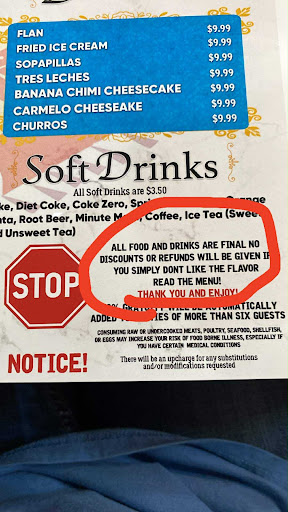 FLAN $9.99
FRIED ICE CREAM $9.99
SOPAPILLAS $9.99
TRES LECHES $9.99
BANANA CHIMI CHEESECAKE $9.99
CARMELO CHEESEAKE $9.99
CHURROS $9.99
Soft Drinks
All Soft Drinks are $3.50
ke, Diet Coke, Coke Zero,
nta, Root Beer, Minute Coffee, Ice Tea (Sweet
d Unsweet Tea)
STOP
ALL FOOD AND DRINKS ARE FINAL NO
DISCOUNTS OR REFUNDS WILL BE GIVEN IF
YOU SIMPLY DONT LIKE THE FLAVOR
READ THE MENU!
THANK YOU AND ENJOY!
GRATUITY WILL BE AUTOMATICALLY
ADDED OF MORE THAN SIX GUESTS
CONSUMING RAW OR UNDERCOOKED MEATS, POULTRY, SEAFOOD, SHELLFISH,
OR EGGS MAY INCREASE YOUR RISK OF FOOD BORNE ILLNESS, ESPECIALLY IF
YOU HAVE CERTAIN MEDICAL CONDITIONS
NOTICE!
There will be an upcharge for any substitutions
and/or modifications requested